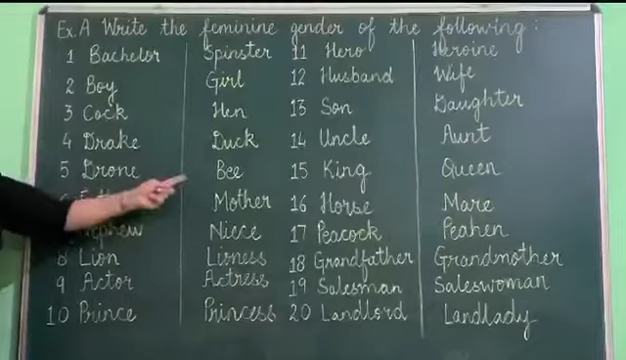 Ex.A Write the feminine gender of the following :
1 Bachelor Spinster 11 Hero Heroine
2 Boy Girl 12 Husband Wife
3 Cock Hen 13 Son Daughter
4 Drake Duck 14 Uncle Aunt
5 Drone Bee 15 King Queen
Mother 16 Horse Mare
Nephew Niece 17 Peacock Peahen
8 Lion Lioness 18 Grandfather Grandmother
9 Actor Actress 19 Salesman Saleswoman
10 Prince Princess 20 Landlord Landlady